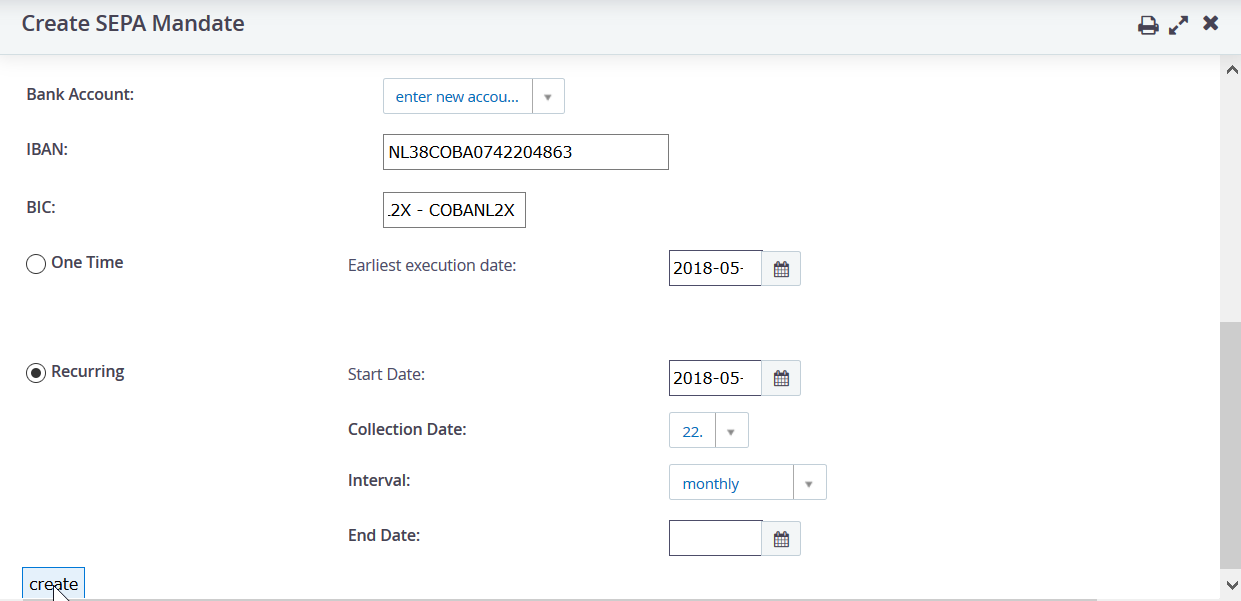 Create SEPA Mandate
Bank Account: enter new accou...
IBAN: NL38COBA0742204863
BIC: .2X - COBANL2X
One Time Earliest execution date: 2018-05-
Recurring Start Date: 2018-05-
Collection Date: 22.
Interval: monthly
End Date:
create